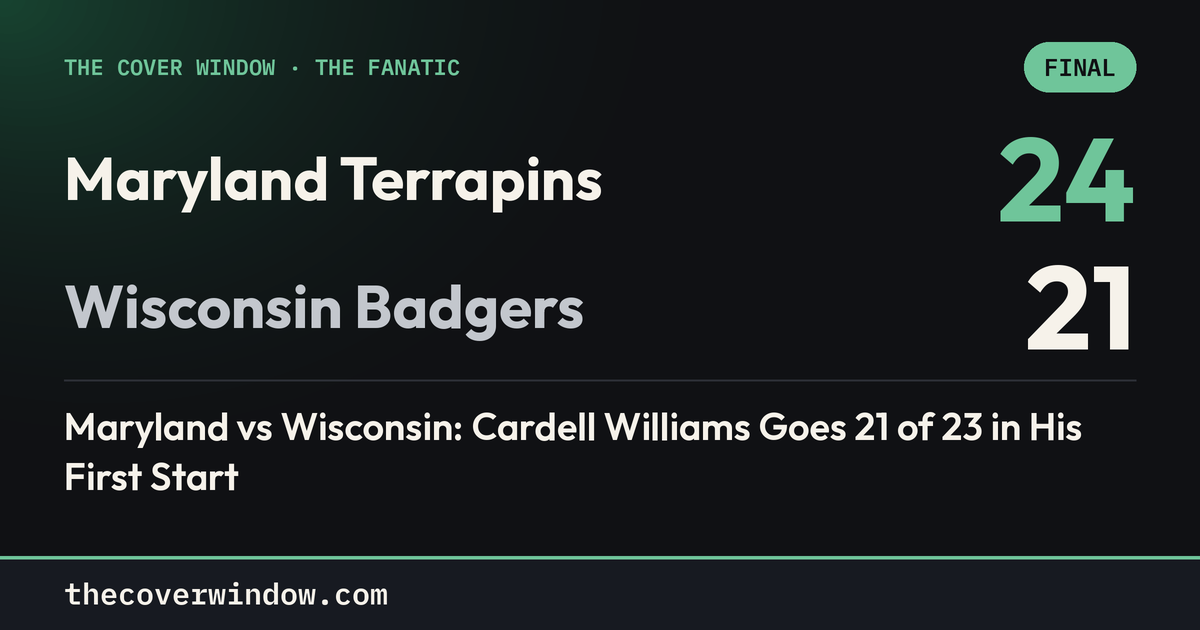 THE COVER WINDOW · THE FANATIC
FINAL
Maryland Terrapins 24
Wisconsin Badgers 21
Maryland vs Wisconsin: Cardell Williams Goes 21 of 23 in His
First Start
thecoverwindow.com